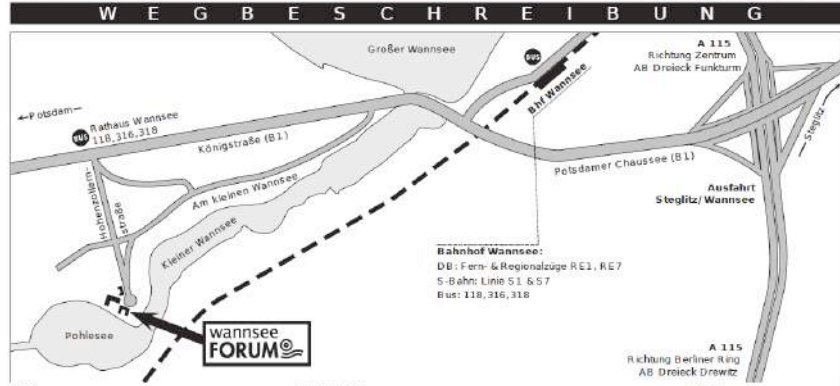 WEGBESCHREIBUNG
Großer Wannsee
BUS
A 115
Richtung Zentrum
AB Dreieck Funkturm
Bhf Wannsee
←Potsdam
BUS
Rathaus Wannsee
118,316,318
Königstraße (B1)
Steglitz
Potsdamer Chaussee (B1)
Hohenzollern-
straße
Am kleinen Wannsee
Ausfahrt
Steglitz/Wannsee
Kleiner Wannsee
Bahnhof Wannsee:
DB: Fern- & Regionalzüge RE1, RE7
S-Bahn: Linie S1 & S7
Bus: 118,316,318
Pohlesee
wannsee
FORUM
A 115
Richtung Berliner Ring
AB Dreieck Drewitz